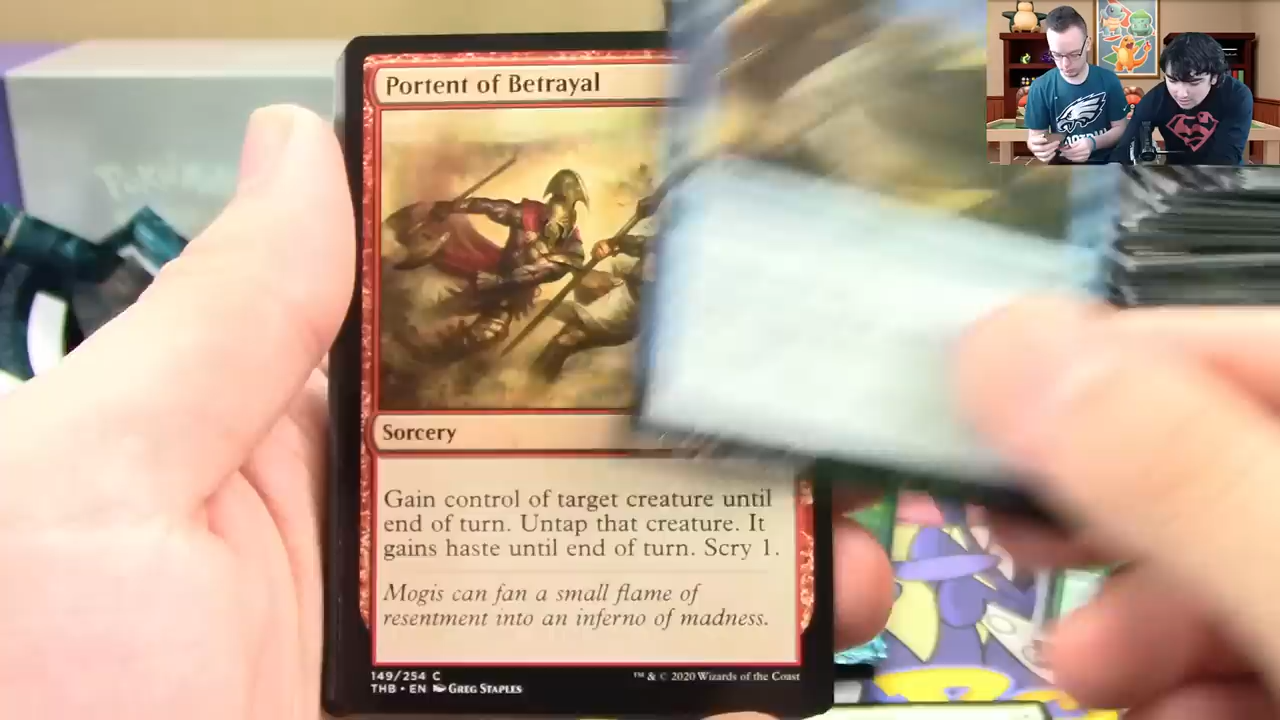 Portent of Betrayal
Sorcery
Gain control of target creature until
end of turn. Untap that creature. It
gains haste until end of turn. Scry 1.
Mogis can fan a small flame of
resentment into an inferno of madness.
149/254 C
THB • EN Greg Staples
™ & © 2020 Wizards of the Coast